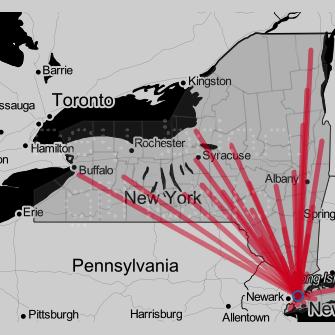 Barrie
Kingston
Toronto
ssauga
Hamilton
Rochester
on
Syracuse
Buffalo
Albany
New York
Erie
Spring
Pennsylvania
ong Isl
Newark
New
Pittsburgh
Harrisburg
Allentown